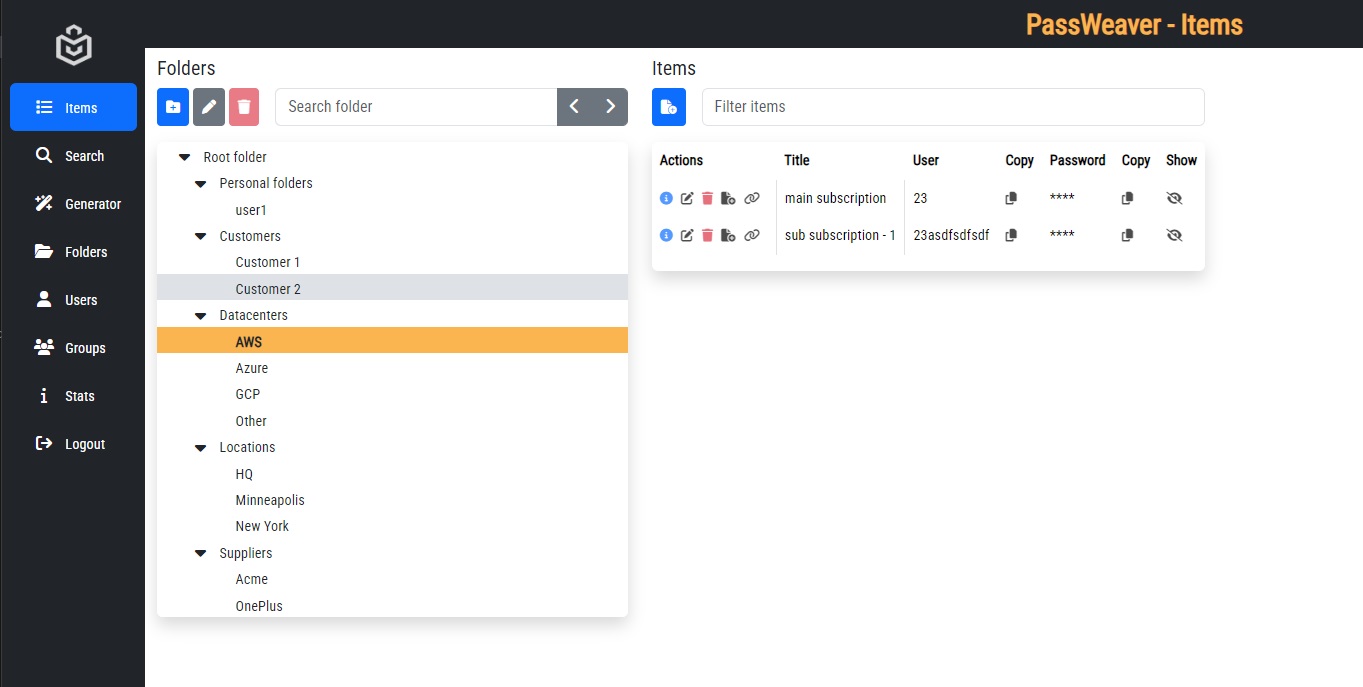 PassWeaver - Items
Items
Search
Generator
Folders
Users
Groups
Stats
Logout
Folders
Search folder
Root folder
Personal folders
user1
Customers
Customer 1
Customer 2
Datacenters
AWS
Azure
GCP
Other
Locations
HQ
Minneapolis
New York
Suppliers
Acme
OnePlus
Items
Filter items
Actions Title User Copy Password Copy Show
main subscription 23 ****
sub subscription - 1 23asdfsdfsdf ****